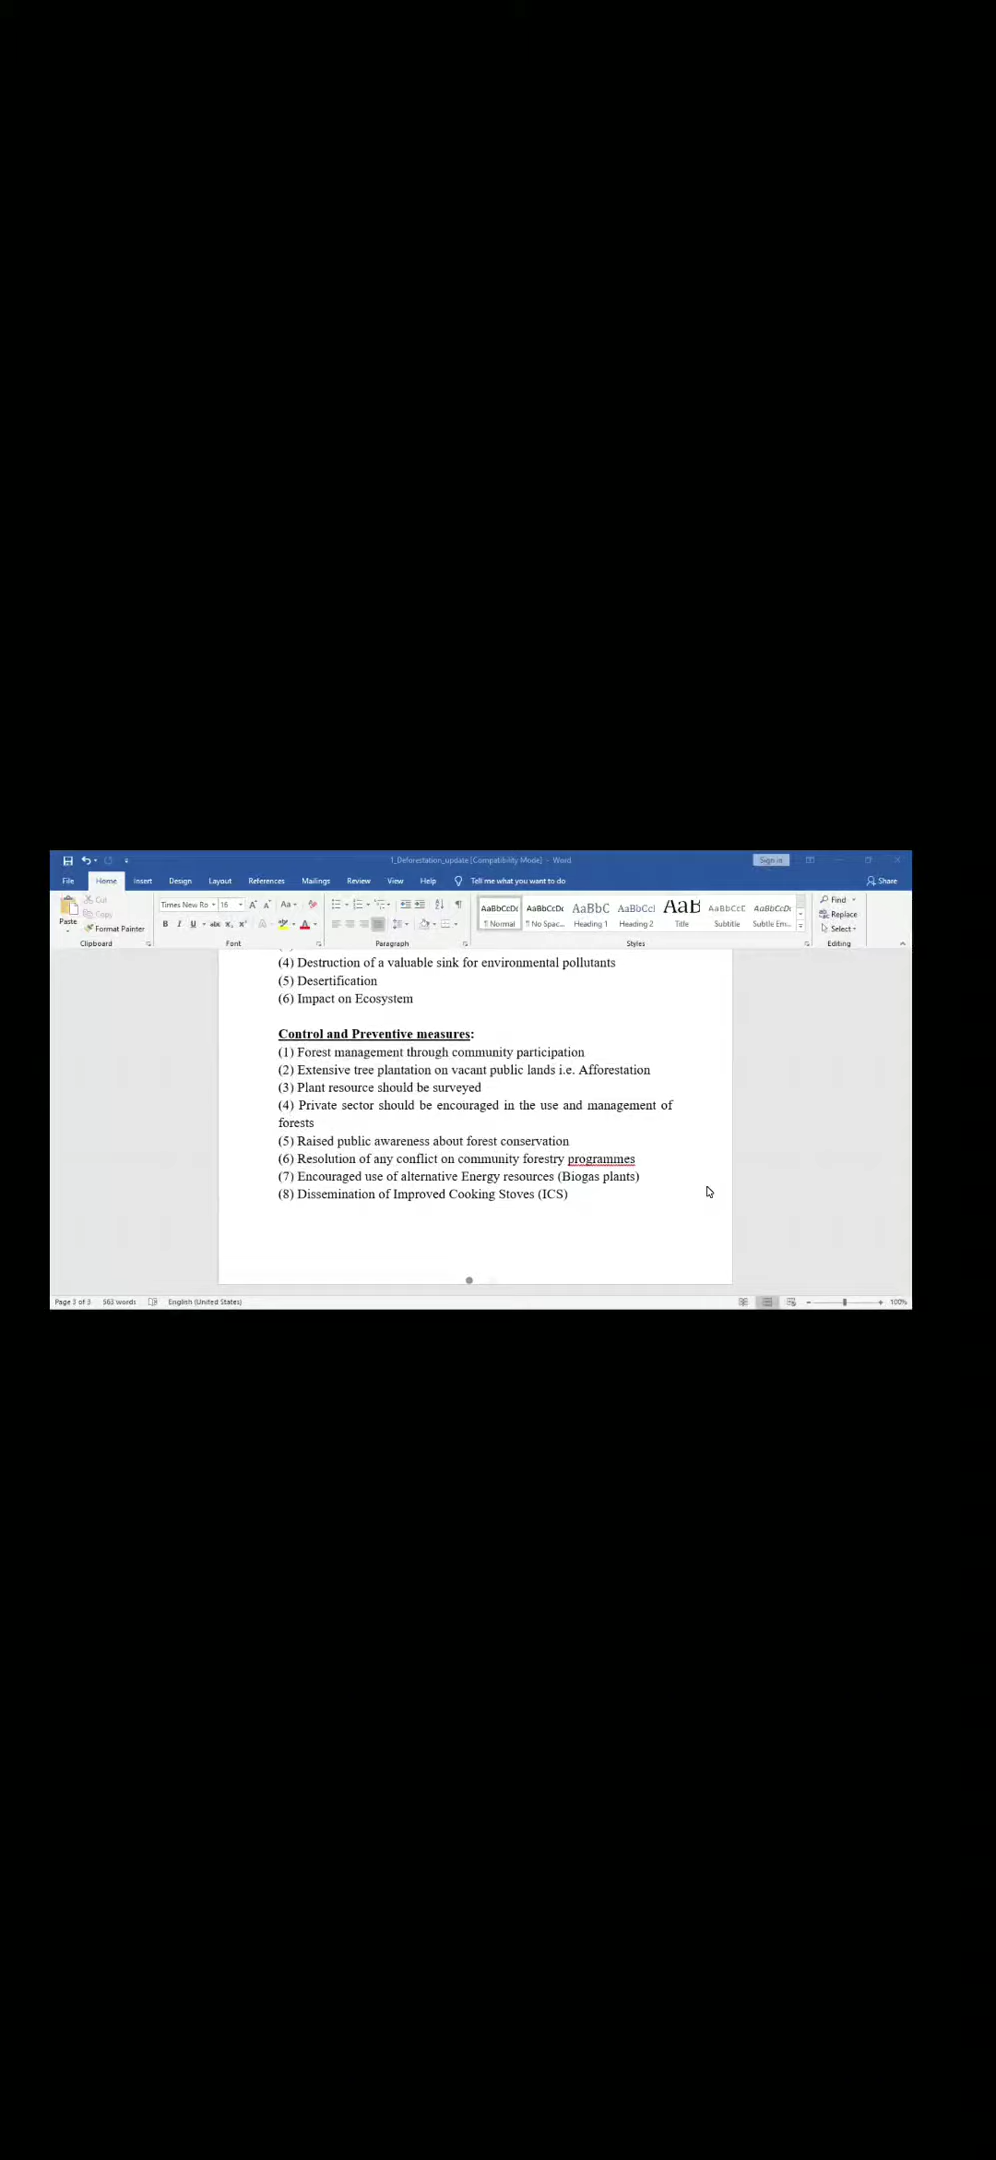 1_Deforestation_update [Compatibility Mode] - Word
Sign in
File Home Insert Design Layout References Mailings Review View Help Tell me what you want to do Share
Paste Cut Copy Format Painter
Times New Ro 16
AaBbCcDc AaBbCcDc AaBbC AaBbCcI AaB AaBbCcD AaBbCcDc
Normal No Spac... Heading 1 Heading 2 Title Subtitle Subtle Em...
Find
Replace
Select
Clipboard Font Paragraph Styles Editing
(4) Destruction of a valuable sink for environmental pollutants
(5) Desertification
(6) Impact on Ecosystem
Control and Preventive measures:
(1) Forest management through community participation
(2) Extensive tree plantation on vacant public lands i.e. Afforestation
(3) Plant resource should be surveyed
(4) Private sector should be encouraged in the use and management of
forests
(5) Raised public awareness about forest conservation
(6) Resolution of any conflict on community forestry programmes
(7) Encouraged use of alternative Energy resources (Biogas plants)
(8) Dissemination of Improved Cooking Stoves (ICS)
Page 3 of 3 563 words English (United States) 100%